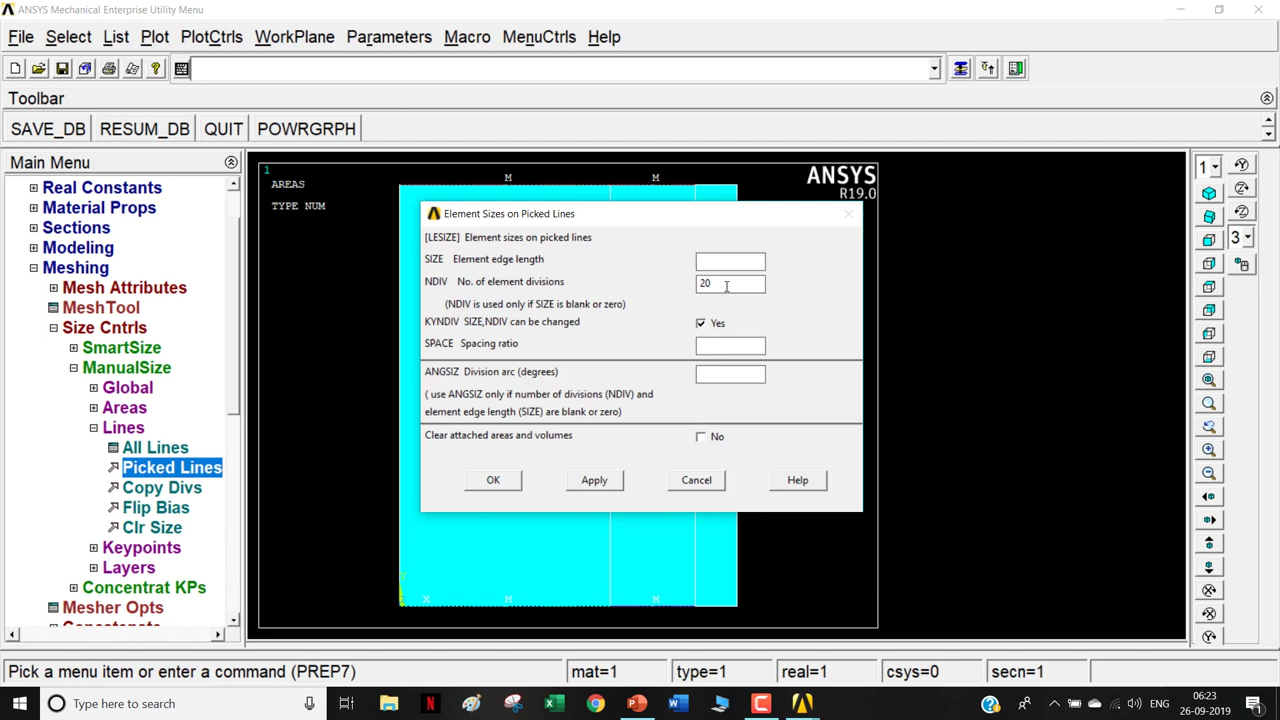 ANSYS Mechanical Enterprise Utility Menu
File Select List Plot PlotCtrls WorkPlane Parameters Macro MenuCtrls Help
Toolbar
SAVE_DB RESUM_DB QUIT POWRGRPH
Main Menu
Real Constants
Material Props
Sections
Modeling
Meshing
Mesh Attributes
MeshTool
Size Cntrls
SmartSize
ManualSize
Global
Areas
Lines
All Lines
Picked Lines
Copy Divs
Flip Bias
Clr Size
Keypoints
Layers
Concentrat KPs
Mesher Opts
Concatenate
1
AREAS
TYPE NUM
M M
ANSYS
R19.0
Element Sizes on Picked Lines
[LESIZE] Element sizes on picked lines
SIZE Element edge length
NDIV No. of element divisions 20
(NDIV is used only if SIZE is blank or zero)
KYNDIV SIZE,NDIV can be changed Yes
SPACE Spacing ratio
ANGSIZ Division arc (degrees)
( use ANGSIZ only if number of divisions (NDIV) and
element edge length (SIZE) are blank or zero)
Clear attached areas and volumes No
OK Apply Cancel Help
Y
X M M
1
3
Pick a menu item or enter a command (PREP7) mat=1 type=1 real=1 csys=0 secn=1
Type here to search
ENG
06:23
26-09-2019